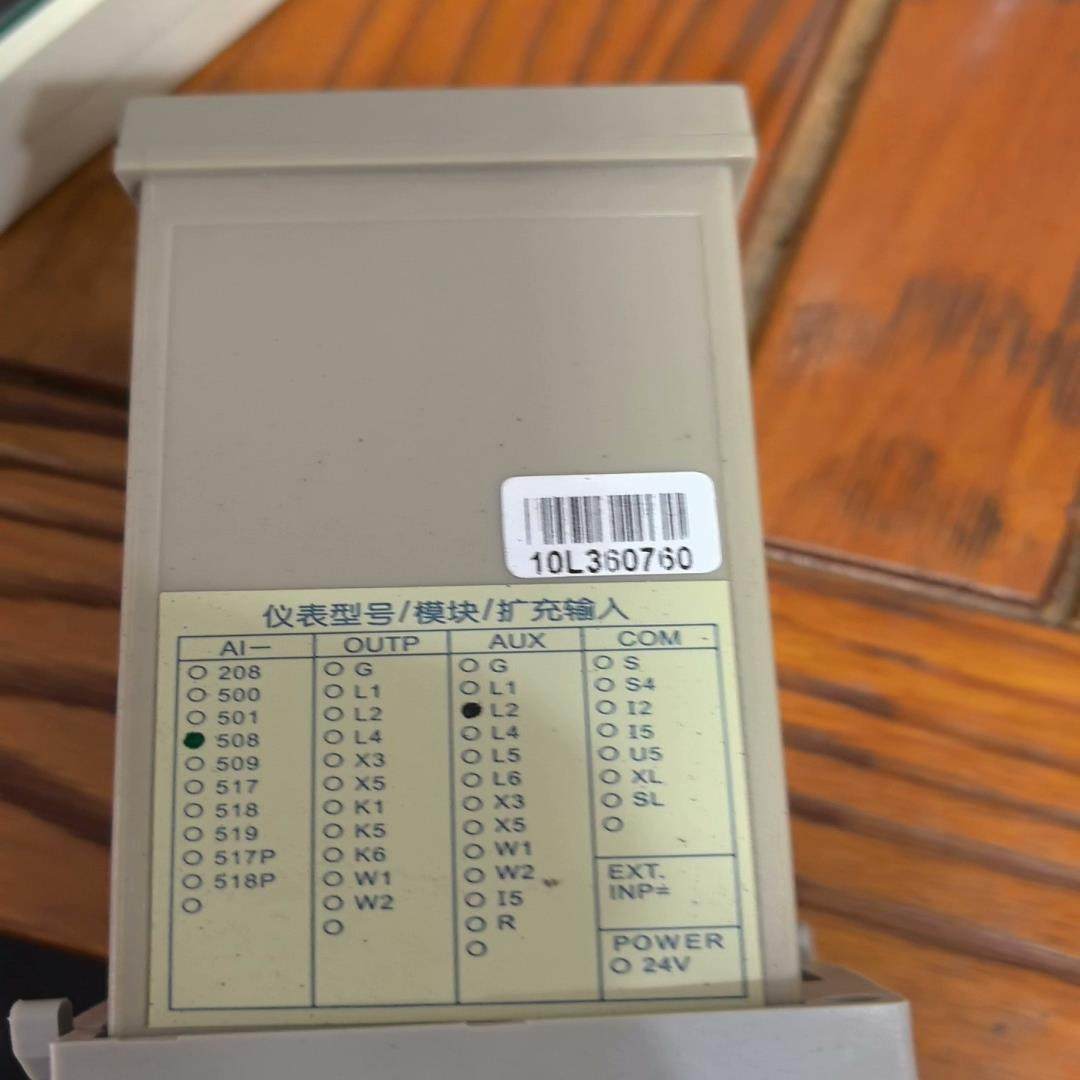 10L360760
仪表型号/模块/扩充输入
AI— OUTP AUX COM
208 G G S
500 L1 L1 S4
501 L2 L2 I2
508 L4 L4 I5
509 X3 L5 U5
517 X5 L6 XL
518 K1 X3 SL
519 K5 X5
517P K6 W1 EXT.
518P W1 W2 INP=
W2 I5
R POWER
24V